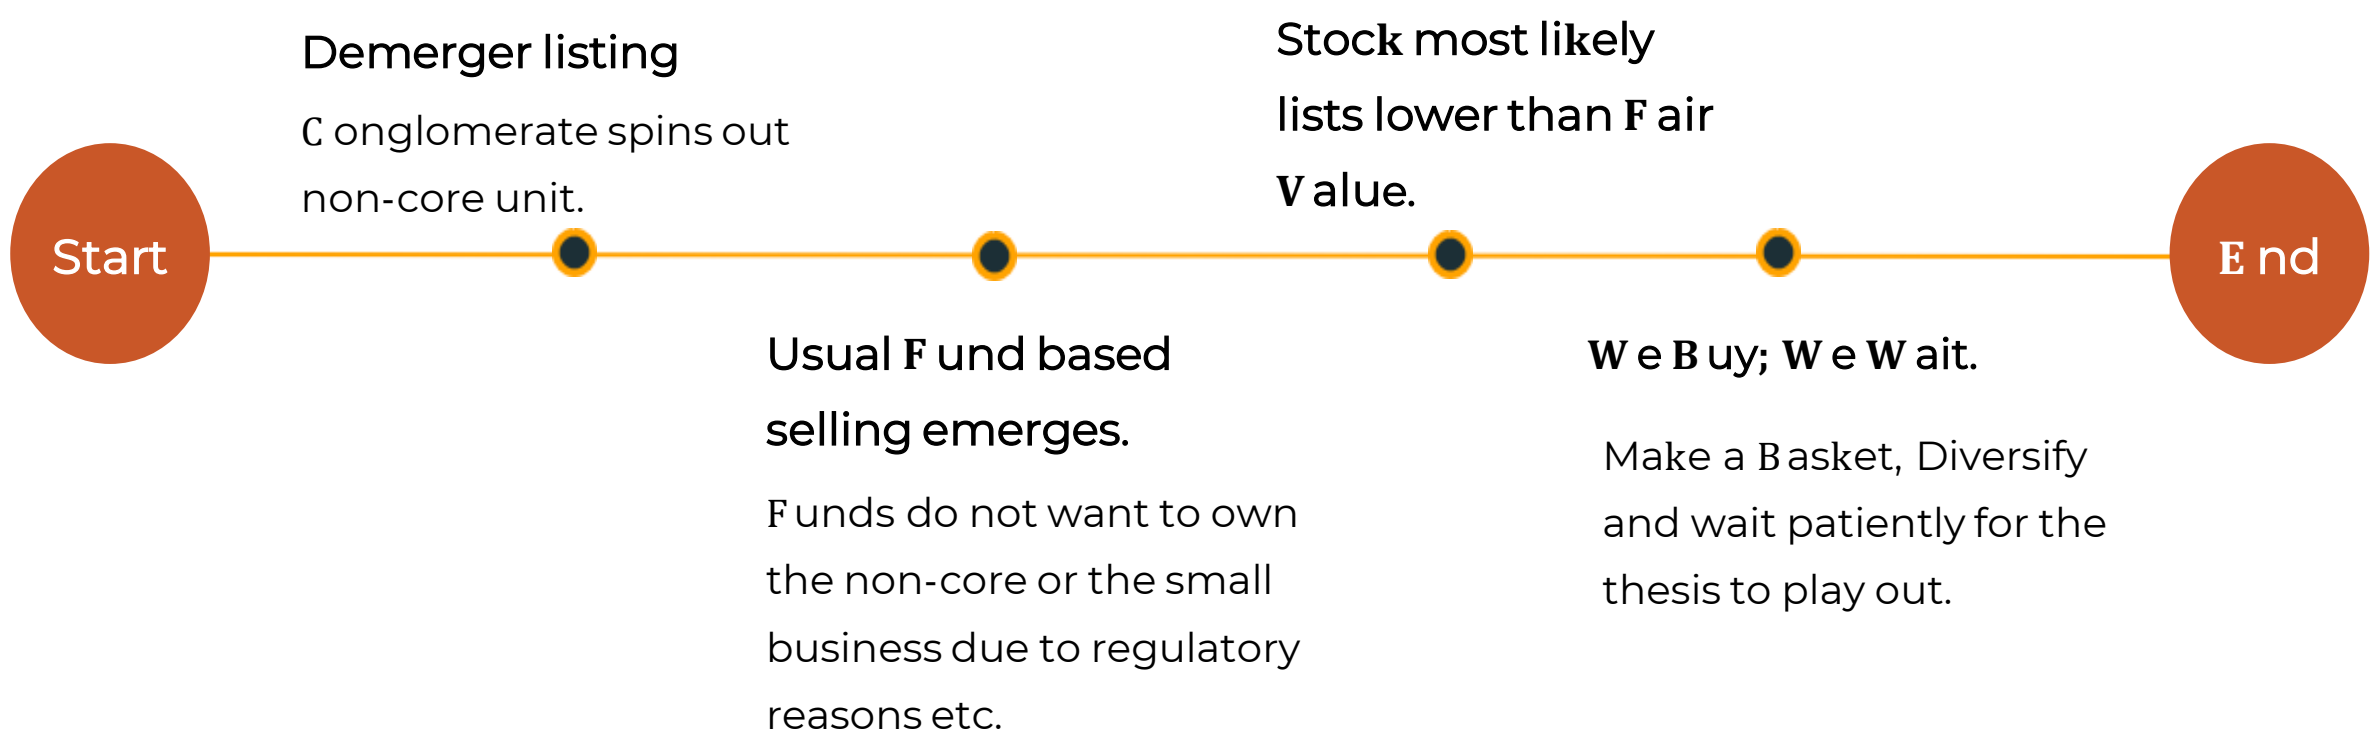 Start
Demerger listing
Conglomerate spins out
non-core unit.
Usual Fund based
selling emerges.
Funds do not want to own
the non-core or the small
business due to regulatory
reasons etc.
Stock most likely
lists lower than Fair
Value.
We Buy; We Wait.
Make a Basket, Diversify
and wait patiently for the
thesis to play out.
End